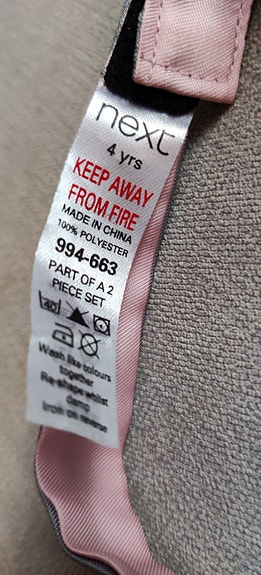 next
4 yrs
KEEP AWAY
FROM FIRE
MADE IN CHINA
100% POLYESTER
994-663
PART OF A 2
PIECE SET
Wash like colours
together
Re-shape whilst
damp
Iron on reverse